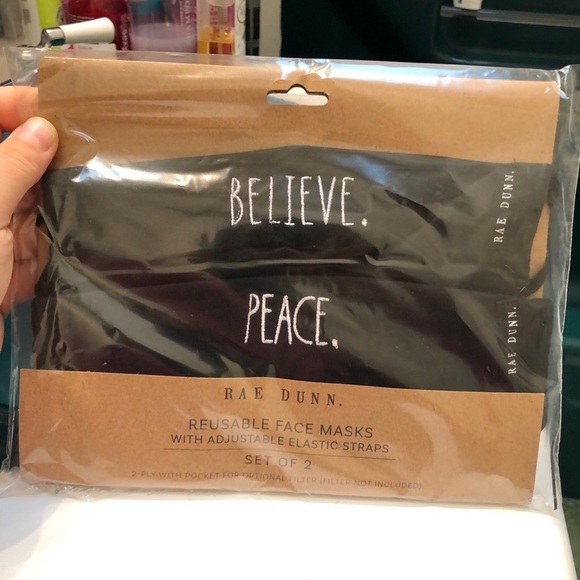 BELIEVE.
RAE DUNN.
PEACE.
RAE DUNN.
RAE DUNN.
REUSABLE FACE MASKS
WITH ADJUSTABLE ELASTIC STRAPS
SET OF 2
2-PLY WITH POCKET FOR OPTIONAL FILTER (FILTER NOT INCLUDED)